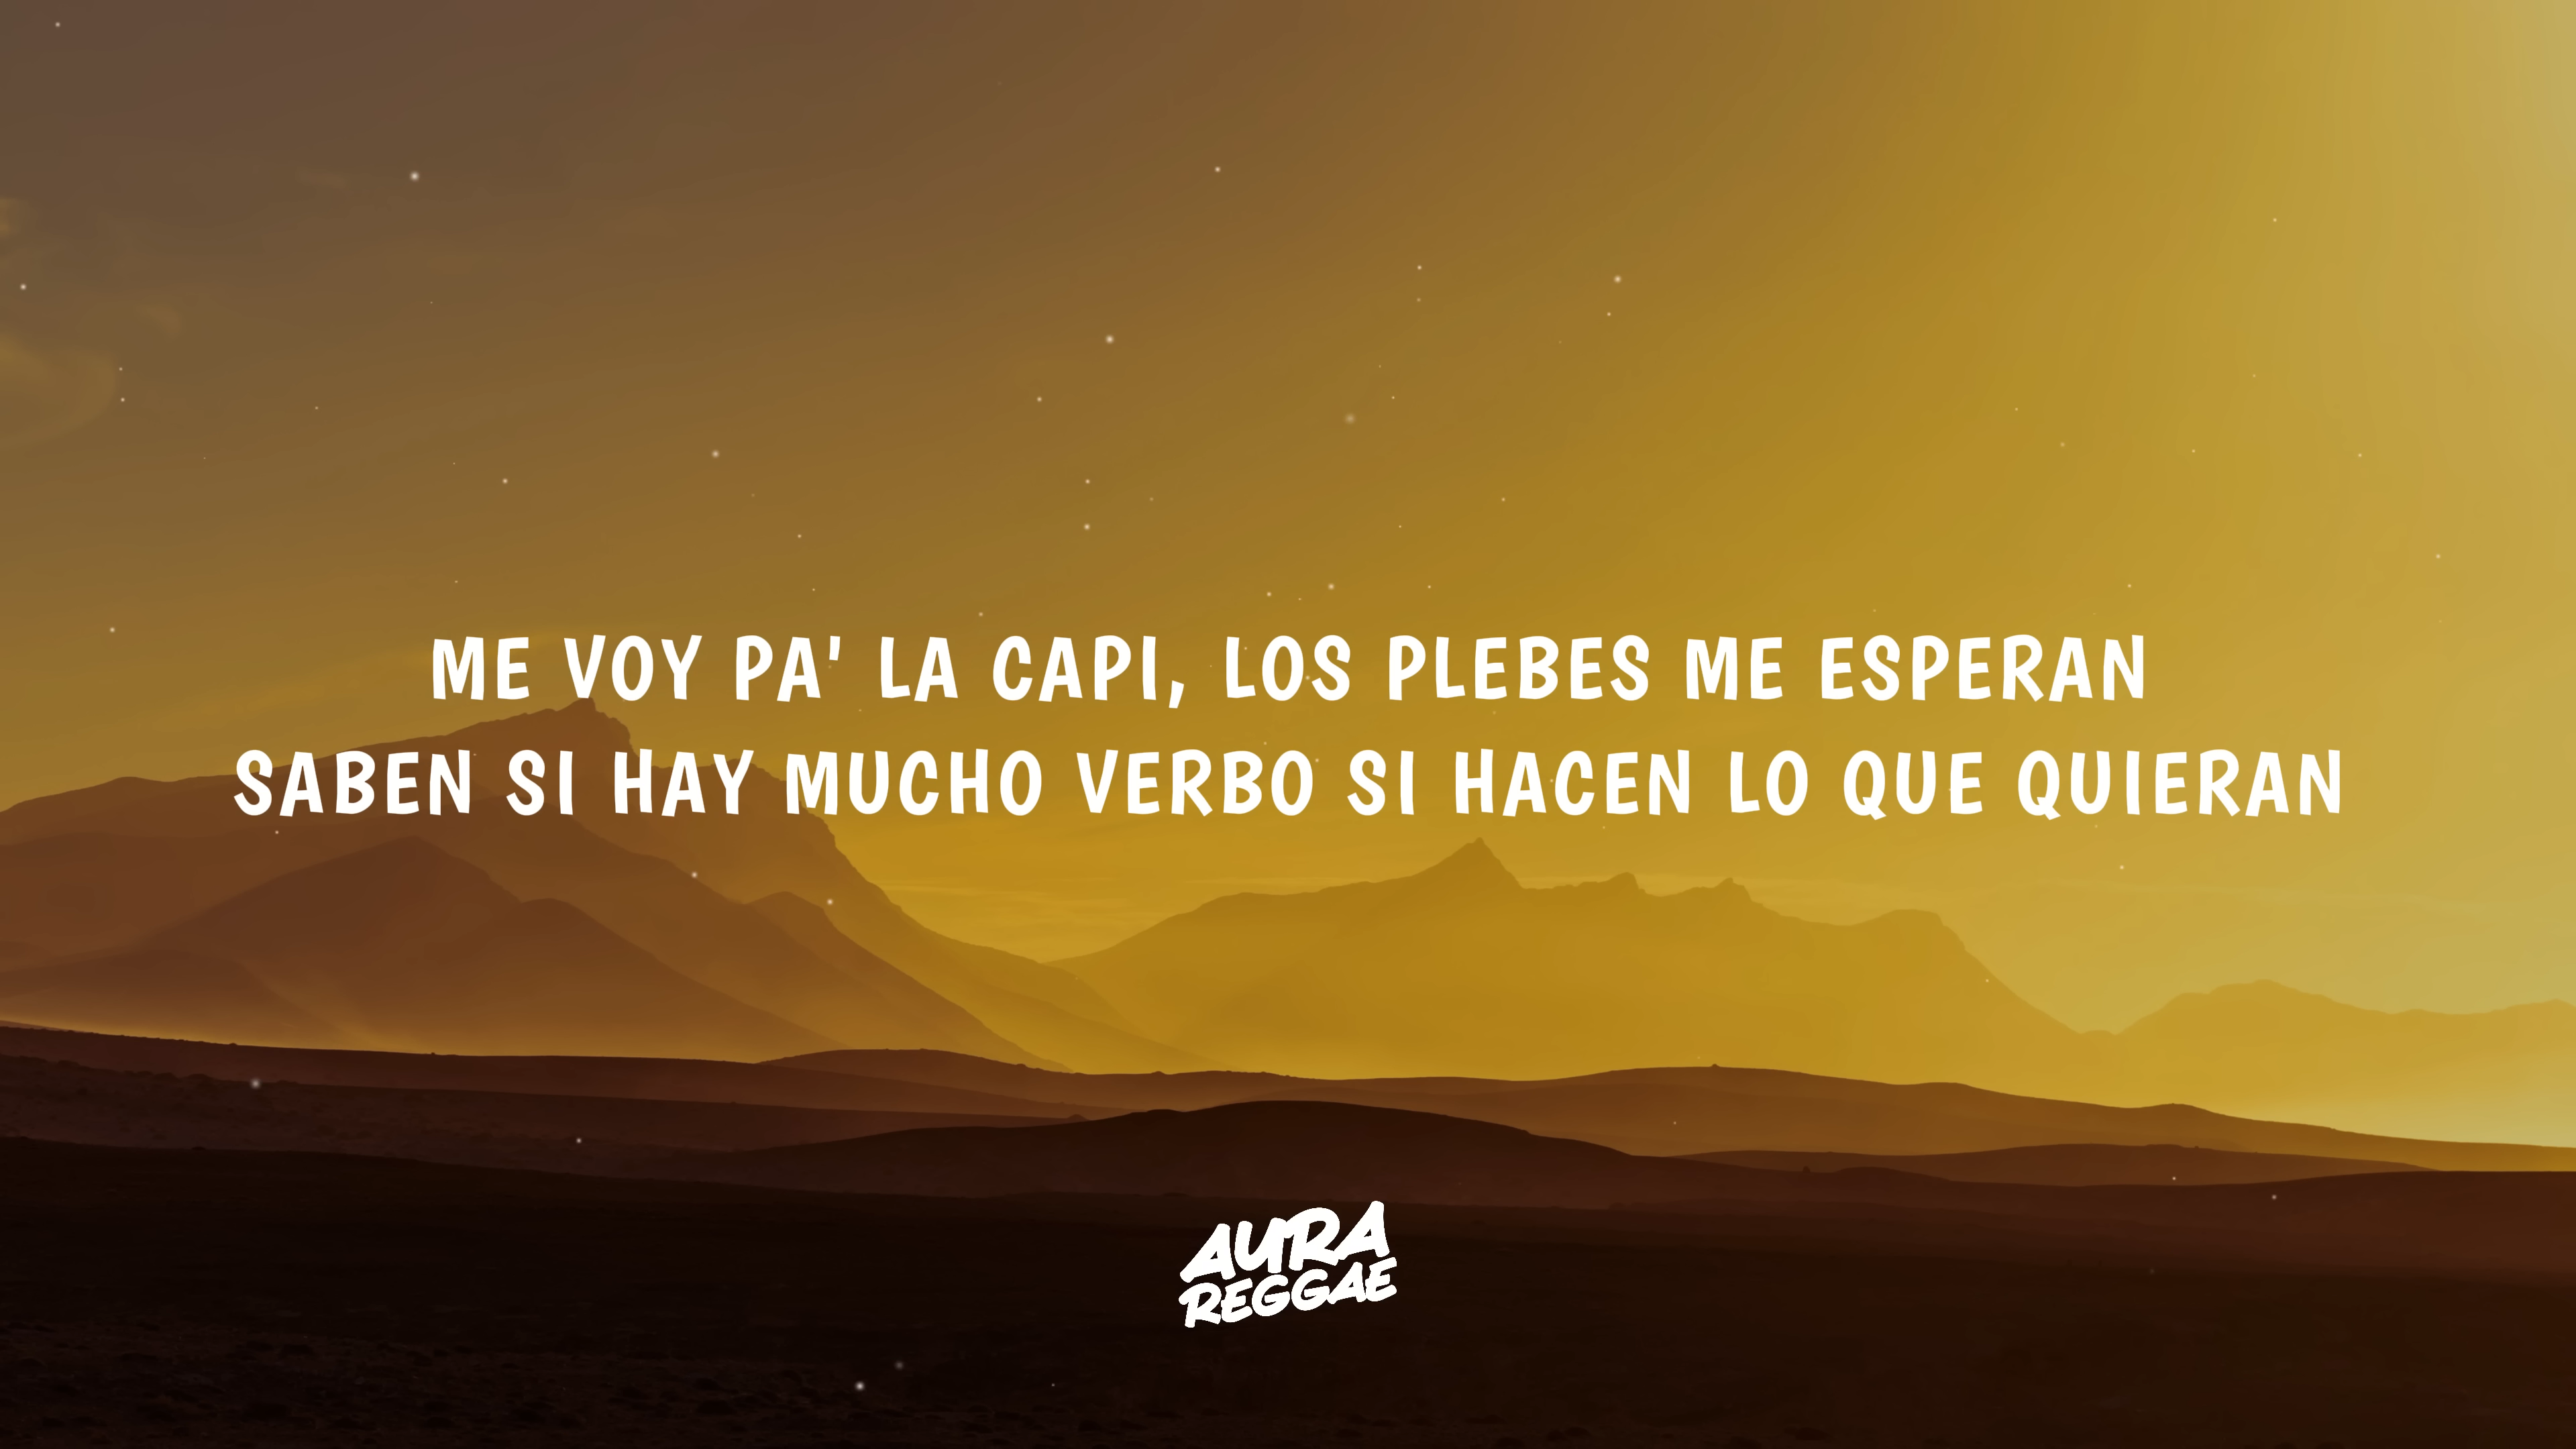 ME VOY PA' LA CAPI, LOS PLEBES ME ESPERAN
SABEN SI HAY MUCHO VERBO SI HACEN LO QUE QUIERAN
AURA
REGGAE